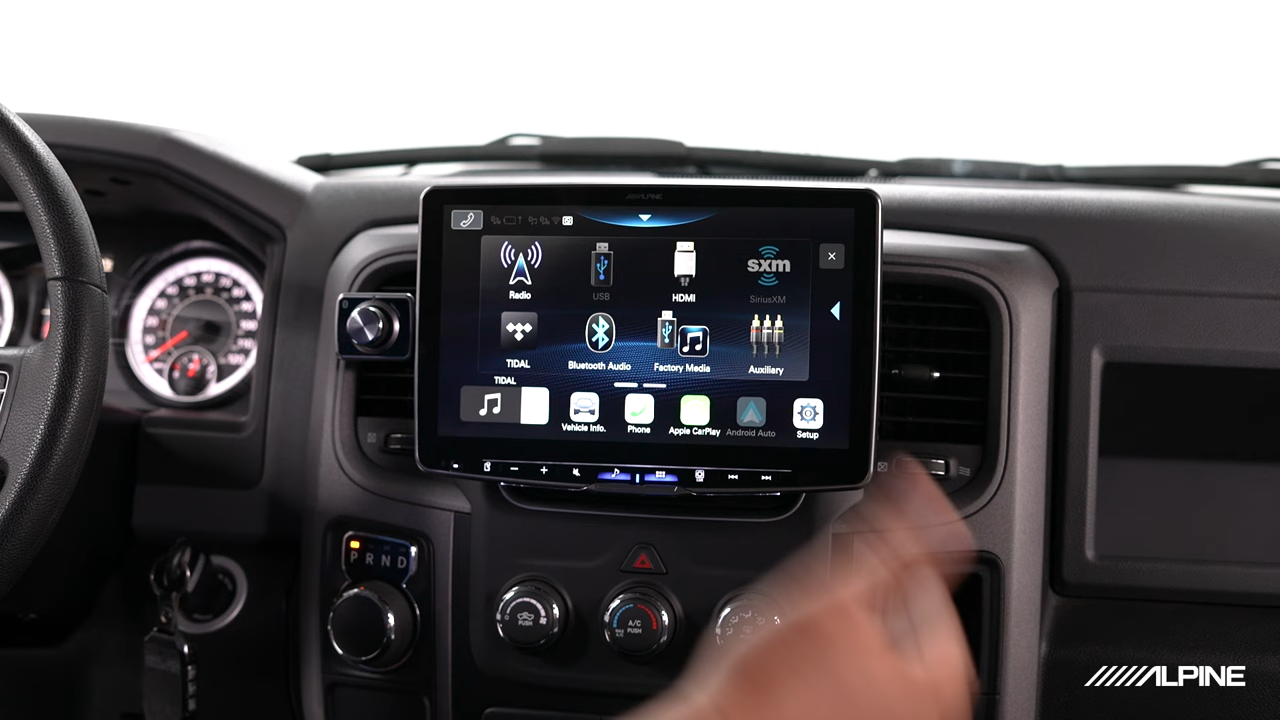 ALPINE
Radio
USB
HDMI
sxm
SiriusXM
TIDAL
Bluetooth Audio
Factory Media
Auxiliary
TIDAL
Vehicle Info.
Phone
Apple CarPlay
Android Auto
Setup
P R N D
PUSH
A/C
PUSH
MAX
A/C
ALPINE